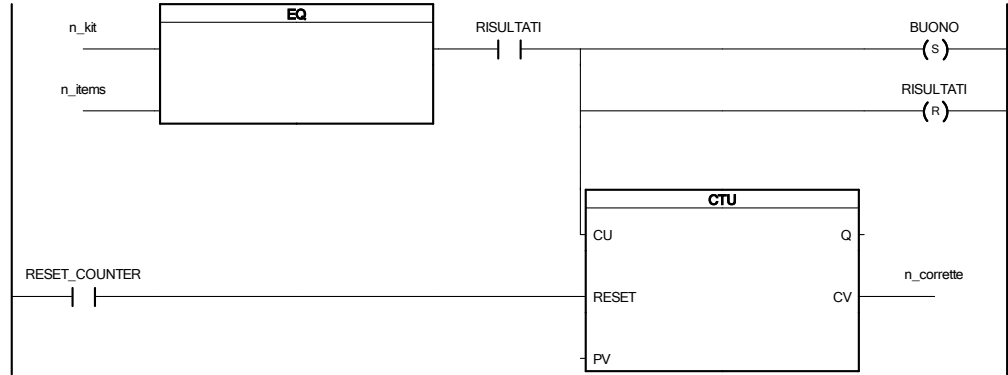 n_kit
EQ
RISULTATI
BUONO
S
n_items
RISULTATI
R
CTU
CU
Q
RESET_COUNTER
n_corrette
RESET
CV
PV